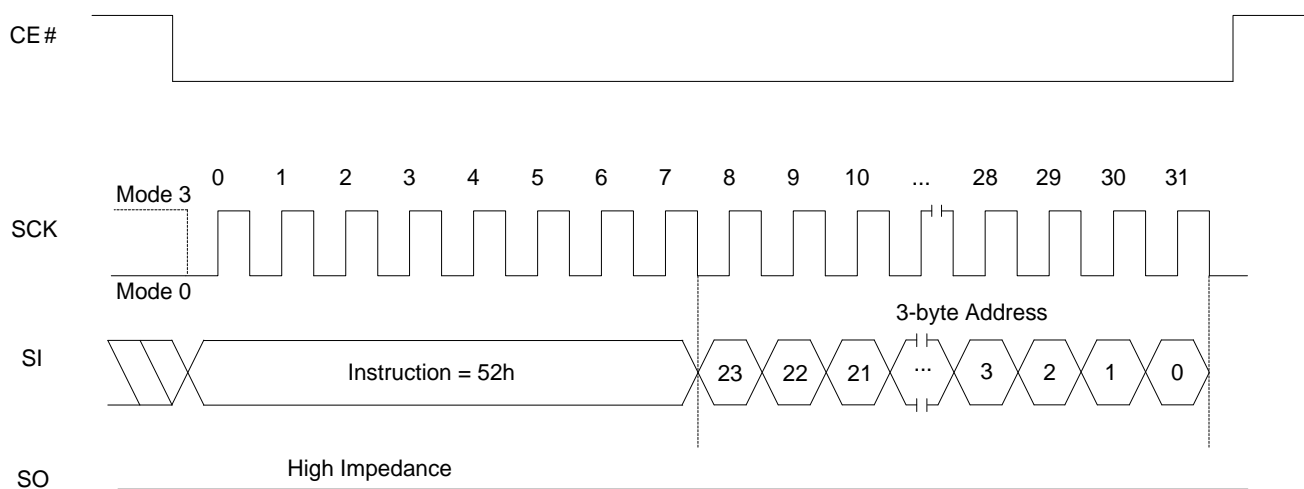 CE#
0 1 2 3 4 5 6 7 8 9 10 ... 28 29 30 31
Mode 3
SCK
Mode 0
3-byte Address
SI
Instruction = 52h
23 22 21 ... 3 2 1 0
High Impedance
SO